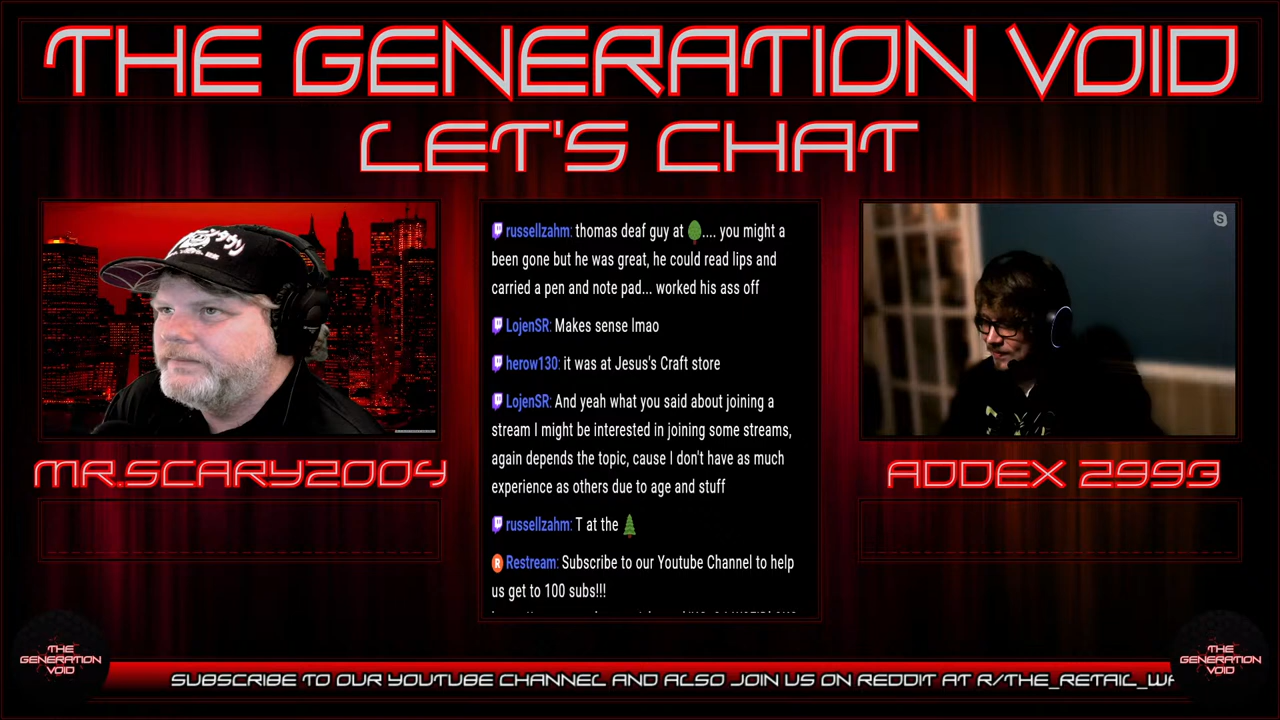 THE GENERATION VOID
LET'S CHAT
russellzahm: thomas deaf guy at .... you might a
been gone but he was great, he could read lips and
carried a pen and note pad... worked his ass off
LojenSR: Makes sense lmao
herow130: it was at Jesus's Craft store
LojenSR: And yeah what you said about joining a
stream I might be interested in joining some streams,
again depends the topic, cause I don't have as much
experience as others due to age and stuff
russellzahm: T at the
Restream: Subscribe to our Youtube Channel to help
us get to 100 subs!!!
MR.SCARY2004
ADDEX 2993
THE
GENERATION
VOID
SUBSCRIBE TO OUR YOUTUBE CHANNEL AND ALSO JOIN US ON REDDIT AT R/THE_RETAIL_WA
THE
GENERATION
VOID